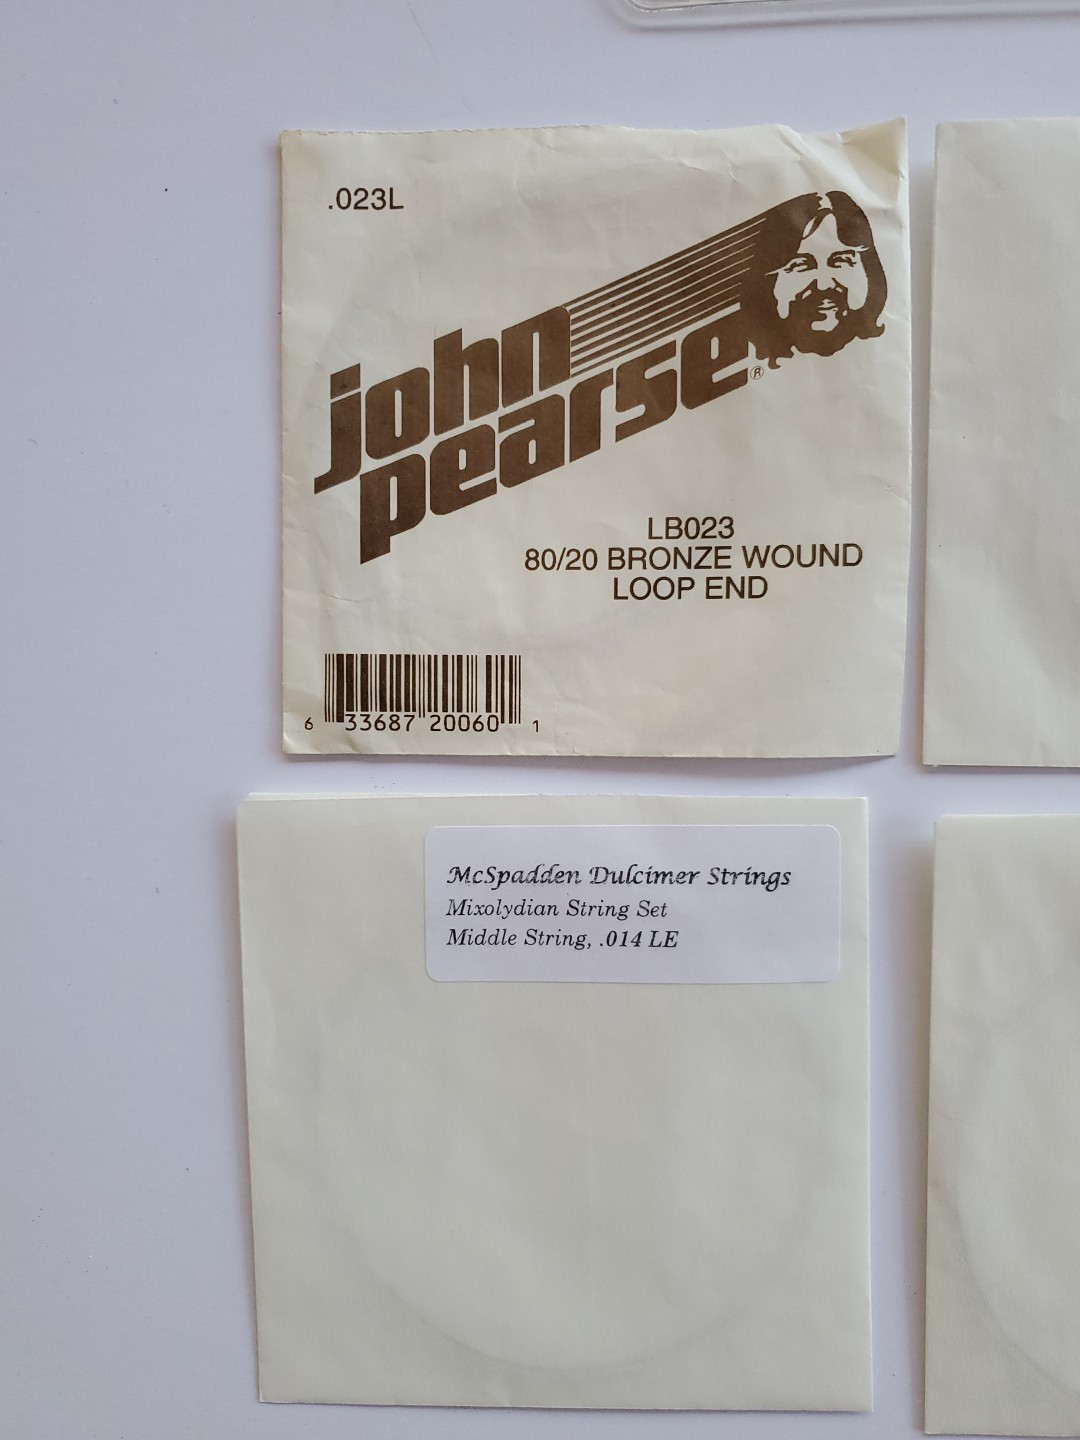 .023L
john
pearse®
LB023
80/20 BRONZE WOUND
LOOP END
6 33687 20060 1
McSpadden Dulcimer Strings
Mixolydian String Set
Middle String, .014 LE